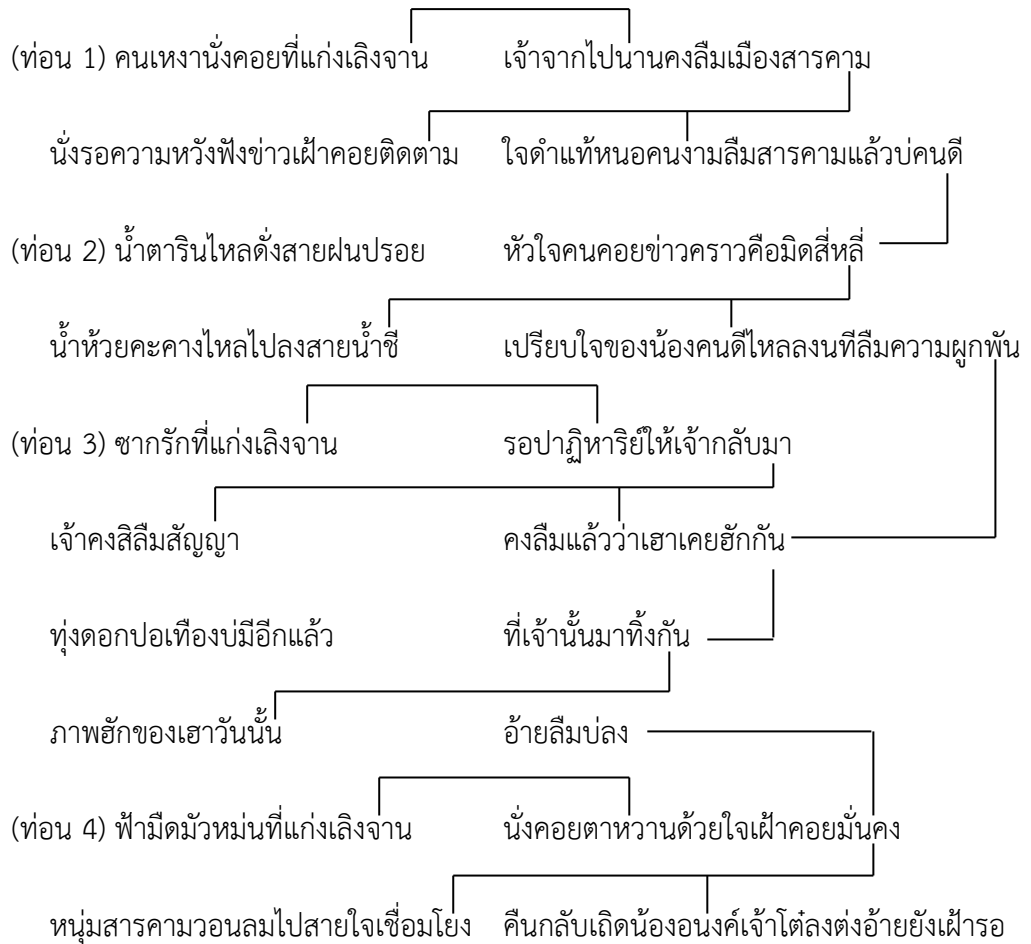 (ท่อน 1) คนเหงานั่งคอยที่แก่งเลิงจาน เจ้าจากไปนานคงลืมเมืองสารคาม
นั่งรอความหวังฟังข่าวเฝ้าคอยติดตาม ใจดำแท้หนอคนงามลืมสารคามแล้วบ่คนดี
(ท่อน 2) น้ำตารินไหลดั่งสายฝนปรอย หัวใจคนคอยข่าวคราวคือมิดสี่หลี่
น้ำห้วยคะคางไหลไปลงสายน้ำชี เปรียบใจของน้องคนดีไหลลงนทีลืมความผูกพัน
(ท่อน 3) ซากรักที่แก่งเลิงจาน รอปาฏิหาริย์ให้เจ้ากลับมา
เจ้าคงสิลืมสัญญา คงลืมแล้วว่าเฮาเคยฮักกัน
ทุ่งดอกปอเทืองบ่มีอีกแล้ว ที่เจ้านั้นมาทิ้งกัน
ภาพฮักของเฮาวันนั้น อ้ายลืมบ่ลง
(ท่อน 4) ฟ้ามืดมัวหม่นที่แก่งเลิงจาน นั่งคอยตาหวานด้วยใจเฝ้าคอยมั่นคง
หนุ่มสารคามวอนลมไปสายใจเชื่อมโยง คืนกลับเถิดน้องอนงค์เจ้าโต๋ลงต่งอ้ายยังเฝ้ารอ